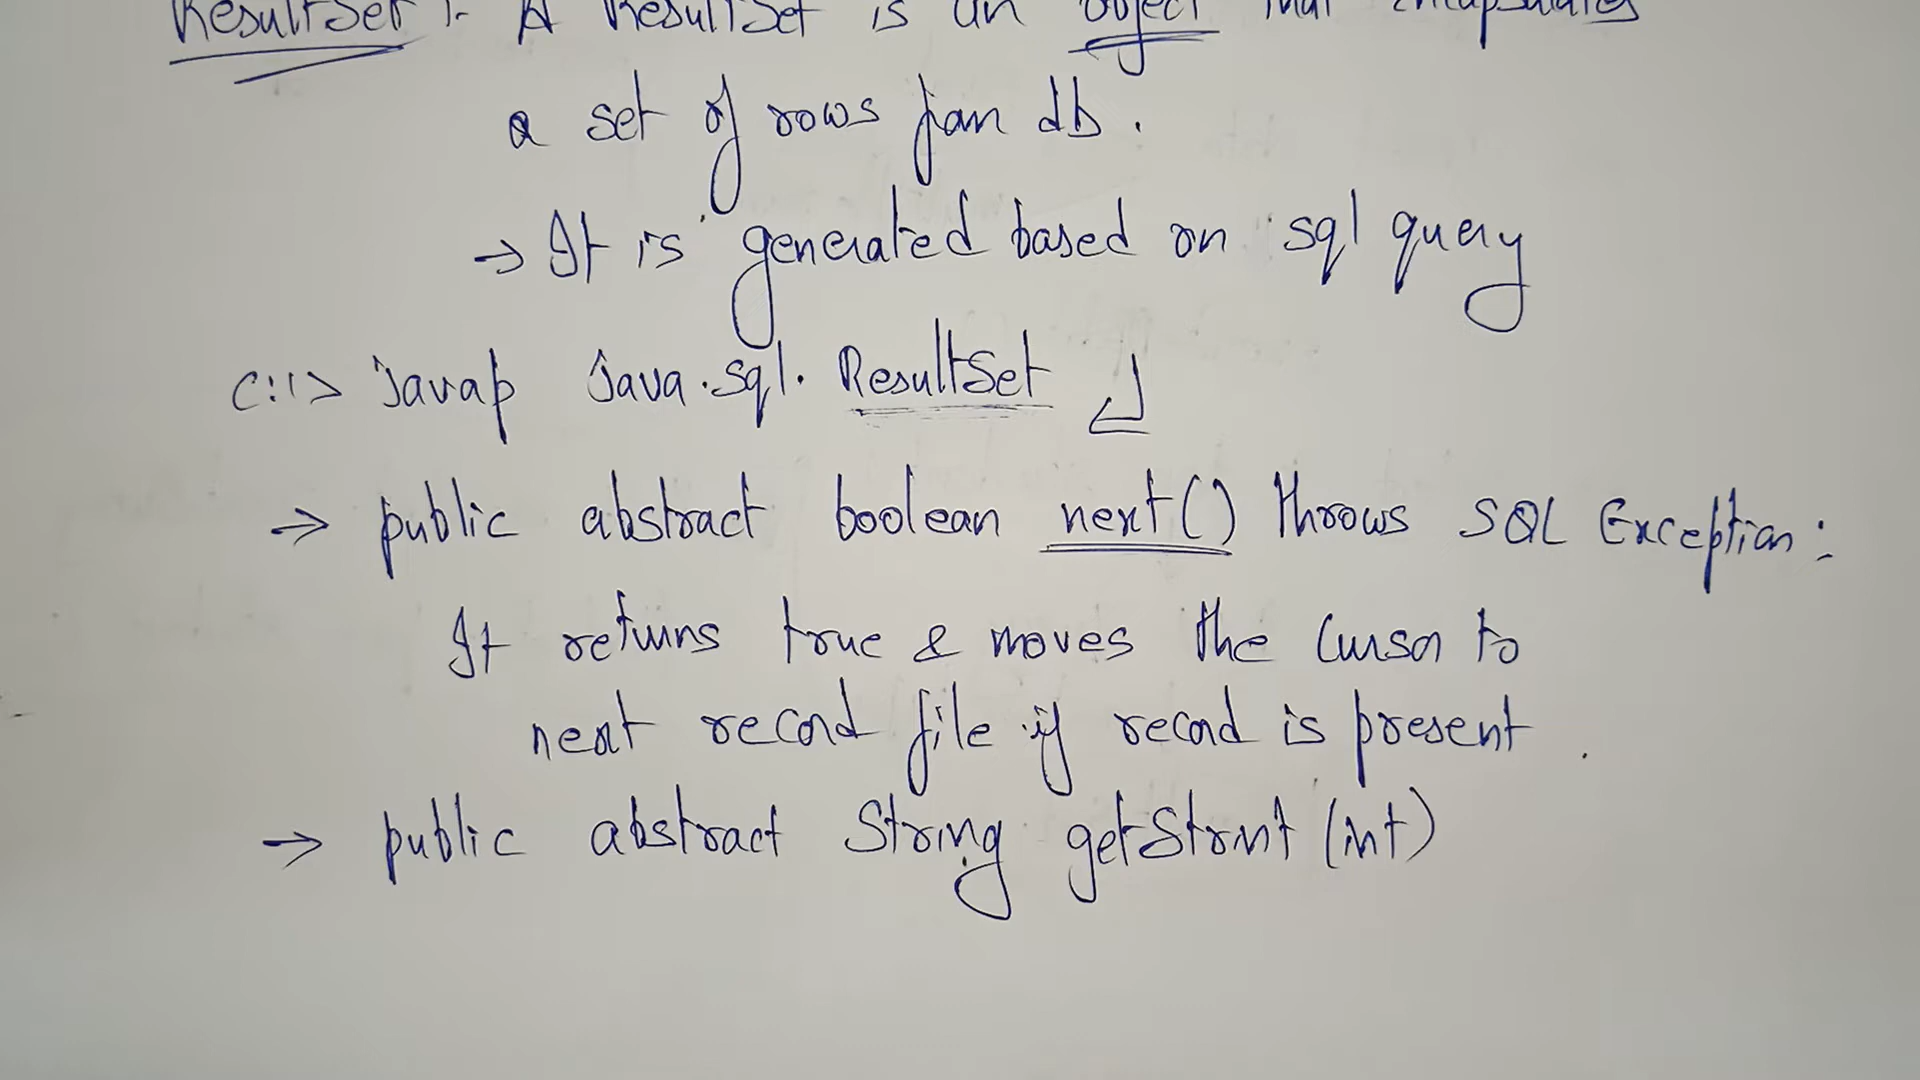 ResultSet :- A ResultSet is an object that encapsulates
a set of rows from db.
→ It is generated based on sql query
C:\> Javap Java.sql.ResultSet ↲
→ public abstract boolean next() throws SQL Exception :-
It returns true & moves the cursor to
next record file if record is present .
→ public abstract String getStrint (int)